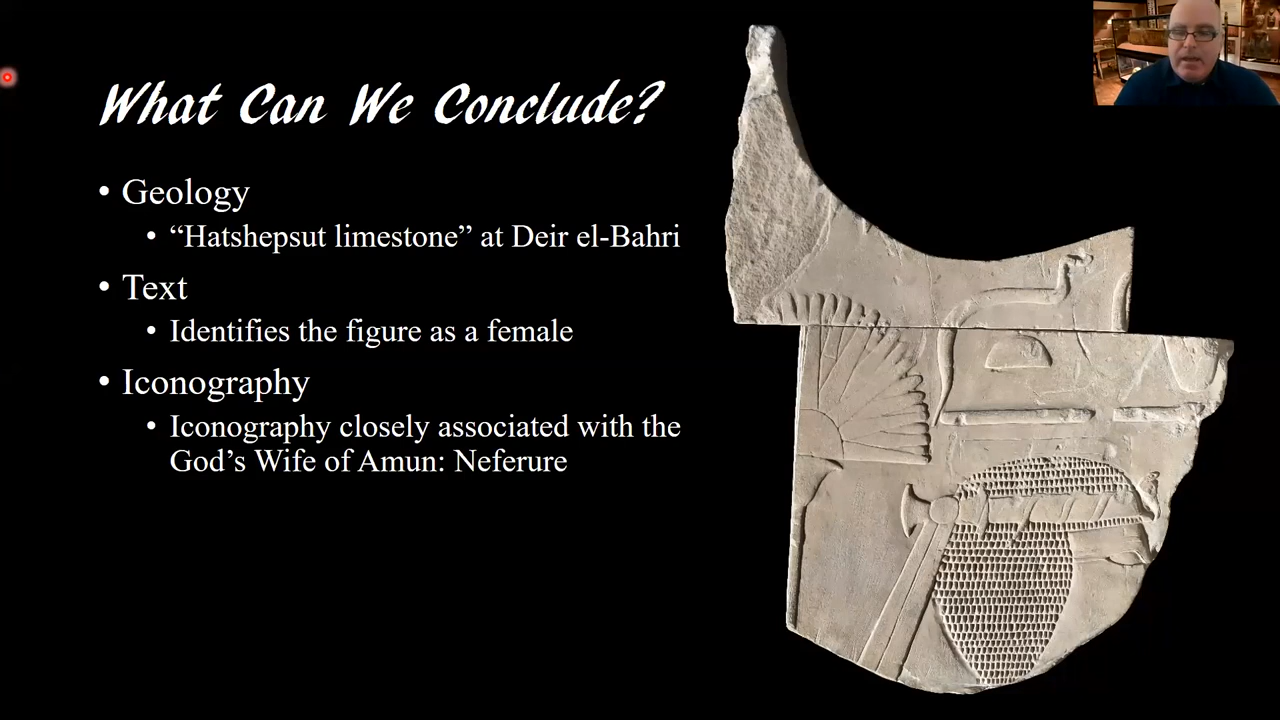 What Can We Conclude?
• Geology
• “Hatshepsut limestone” at Deir el-Bahri
• Text
• Identifies the figure as a female
• Iconography
• Iconography closely associated with the
God’s Wife of Amun: Neferure